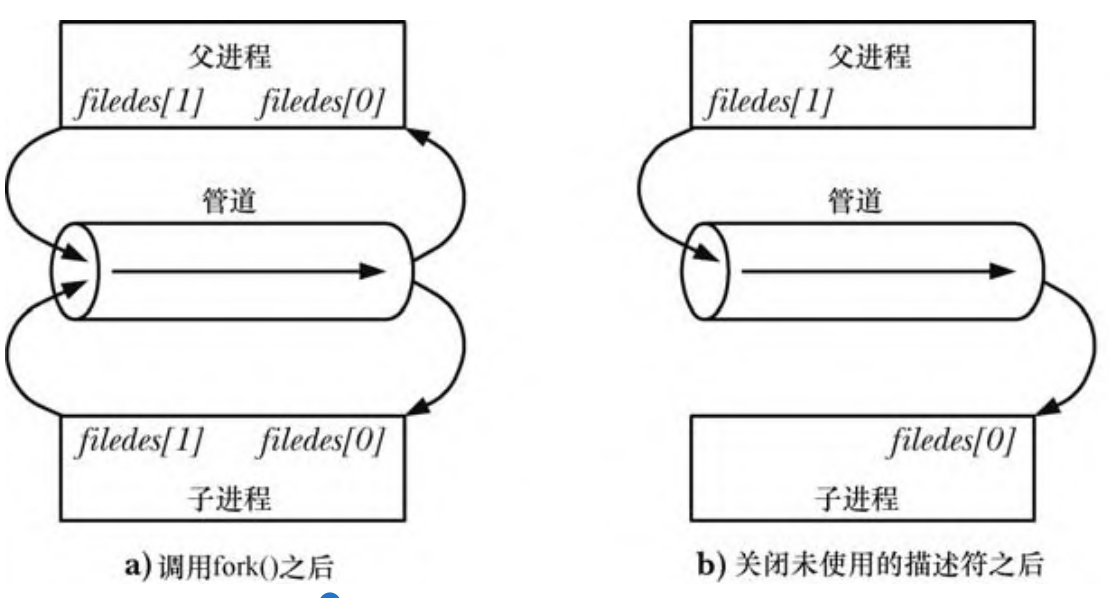 父进程
filedes[1] filedes[0]
管道
filedes[1] filedes[0]
子进程
a) 调用fork()之后
父进程
filedes[1]
管道
filedes[0]
子进程
b) 关闭未使用的描述符之后